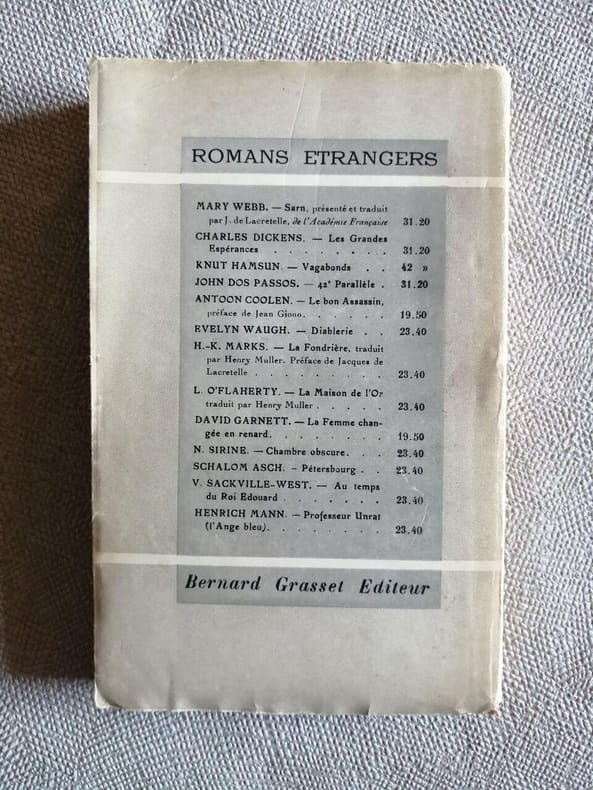 ROMANS ETRANGERS
MARY WEBB. — Sarn, présenté et traduit
par J. de Lacretelle, de l'Académie Française 31.20
CHARLES DICKENS. — Les Grandes
Espérances . . . . . . . . 31.20
KNUT HAMSUN. — Vagabonds . . 42 »
JOHN DOS PASSOS. — 42e Parallèle . 31.20
ANTOON COOLEN. — Le bon Assassin,
préface de Jean Giono. . . . . . 19.50
EVELYN WAUGH. — Diablerie . . 23.40
H.-K. MARKS. — La Fondrière, traduit
par Henry Muller. Préface de Jacques de
Lacretelle . . . . . . . . . 23.40
L. O'FLAHERTY. — La Maison de l'Or
traduit par Henry Muller . . . . . 23.40
DAVID GARNETT. — La Femme chan-
gée en renard. . . . . . . . 19.50
N. SIRINE. — Chambre obscure. . . 23.40
SCHALOM ASCH. – Pétersbourg . . 23.40
V. SACKVILLE-WEST. — Au temps
du Roi Edouard . . . . . . . 23.40
HENRICH MANN. — Professeur Unrat
(l'Ange bleu). . . . . . . . 23.40
Bernard Grasset Editeur